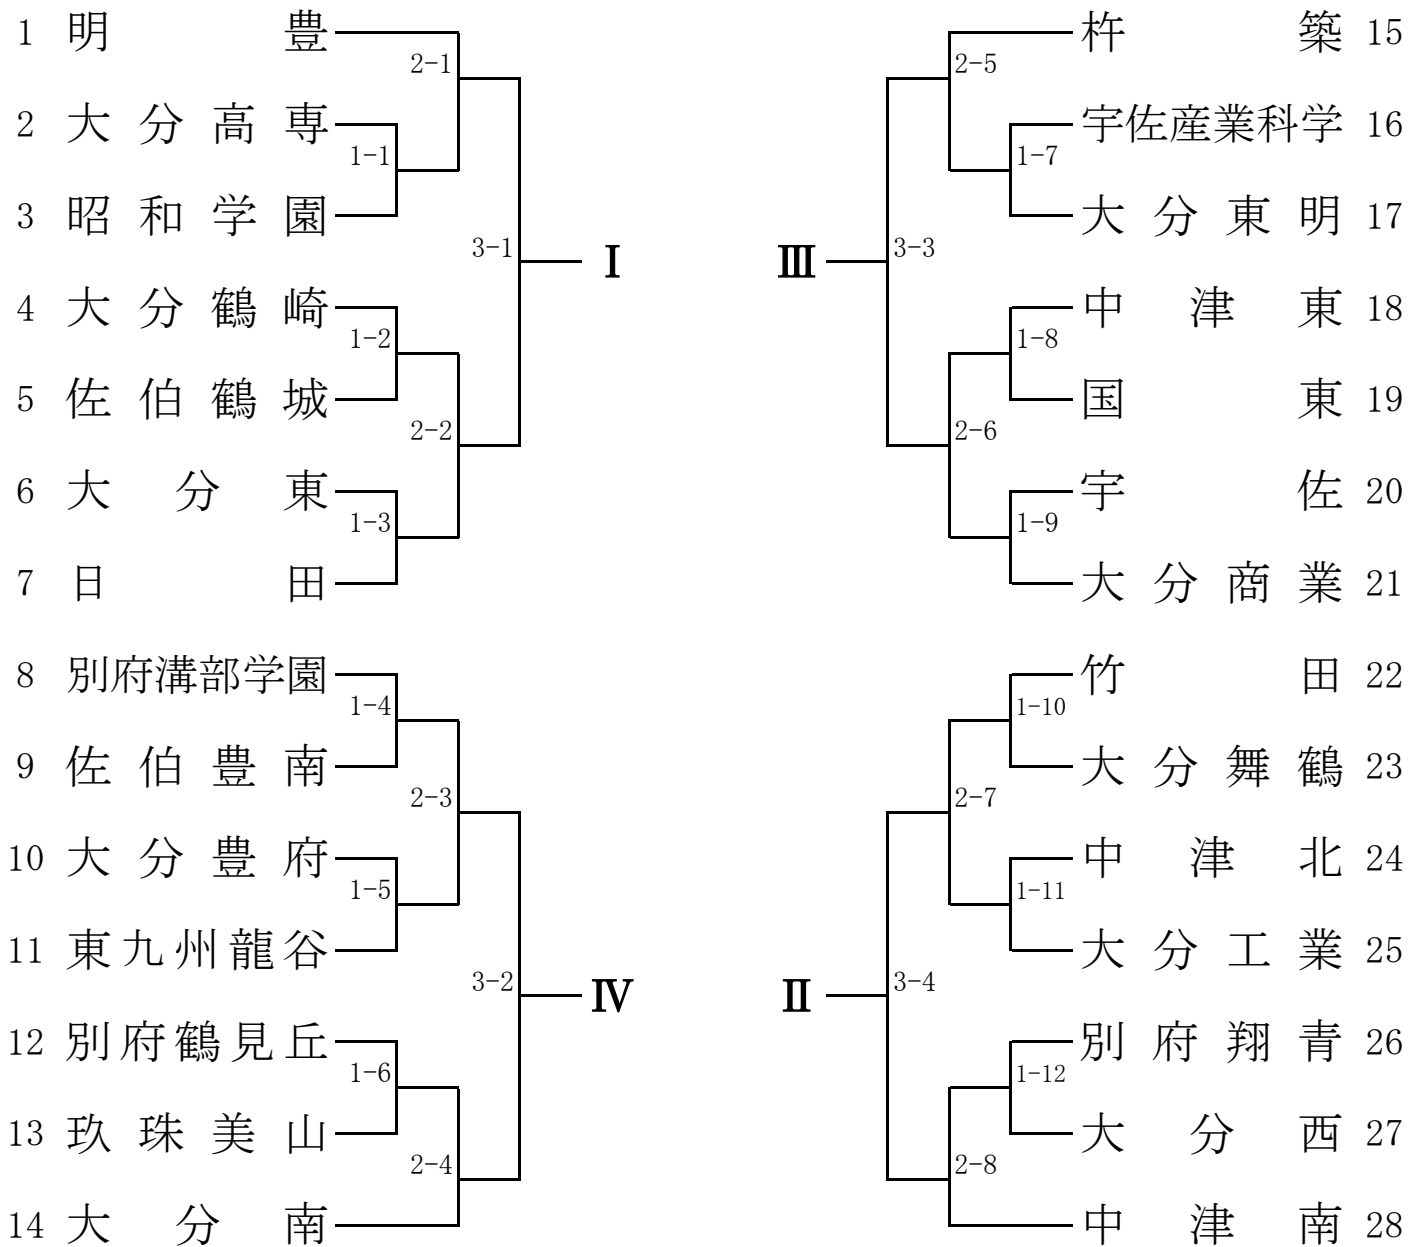 1 明豊
2-1
2 大分高専
1-1
3 昭和学園
3-1 Ⅰ
4 大分鶴崎
1-2
5 佐伯鶴城
2-2
6 大分東
1-3
7 日田
8 別府溝部学園
1-4
9 佐伯豊南
2-3
10 大分豊府
1-5
11 東九州龍谷
3-2 Ⅳ
12 別府鶴見丘
1-6
13 玖珠美山
2-4
14 大分南
杵築 15
2-5
宇佐産業科学 16
1-7
大分東明 17
Ⅲ 3-3
中津東 18
1-8
国東 19
2-6
宇佐 20
1-9
大分商業 21
竹田 22
1-10
大分舞鶴 23
2-7
中津北 24
1-11
大分工業 25
Ⅱ 3-4
別府翔青 26
1-12
大分西 27
2-8
中津南 28